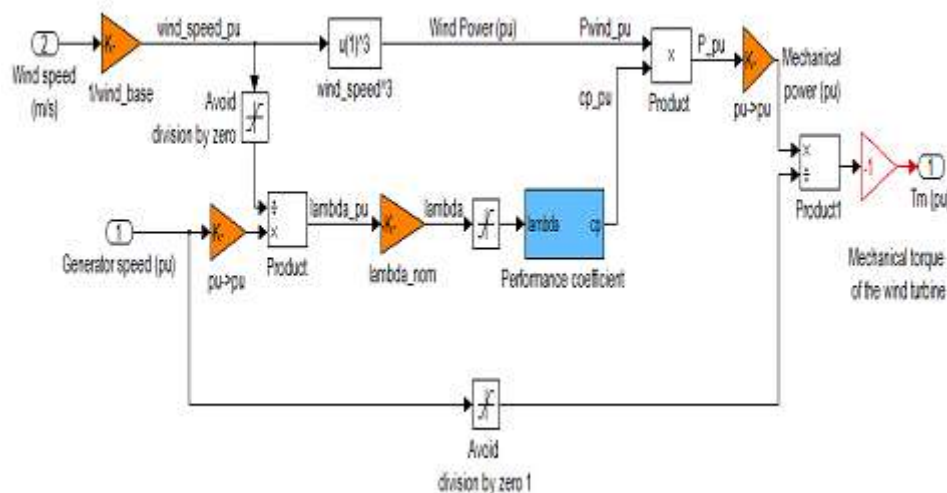 wind_speed_pu
Wind Power (pu)
Pwind_pu
2
K-
u(1)^3
Wind speed
(m/s)
1/wind_base
wind_speed^3
x
P_pu
K-
Mechanical
power (pu)
Product
pu->pu
cp_pu
Avoid
division by zero
x
÷
-1
1
Product1
Tm (pu
÷
x
lambda_pu
K-
lambda
lambda
cp
1
K-
Generator speed (pu)
pu->pu
Product
lambda_nom
Performance coefficient
Mechanical torque
of the wind turbine
Avoid
division by zero 1